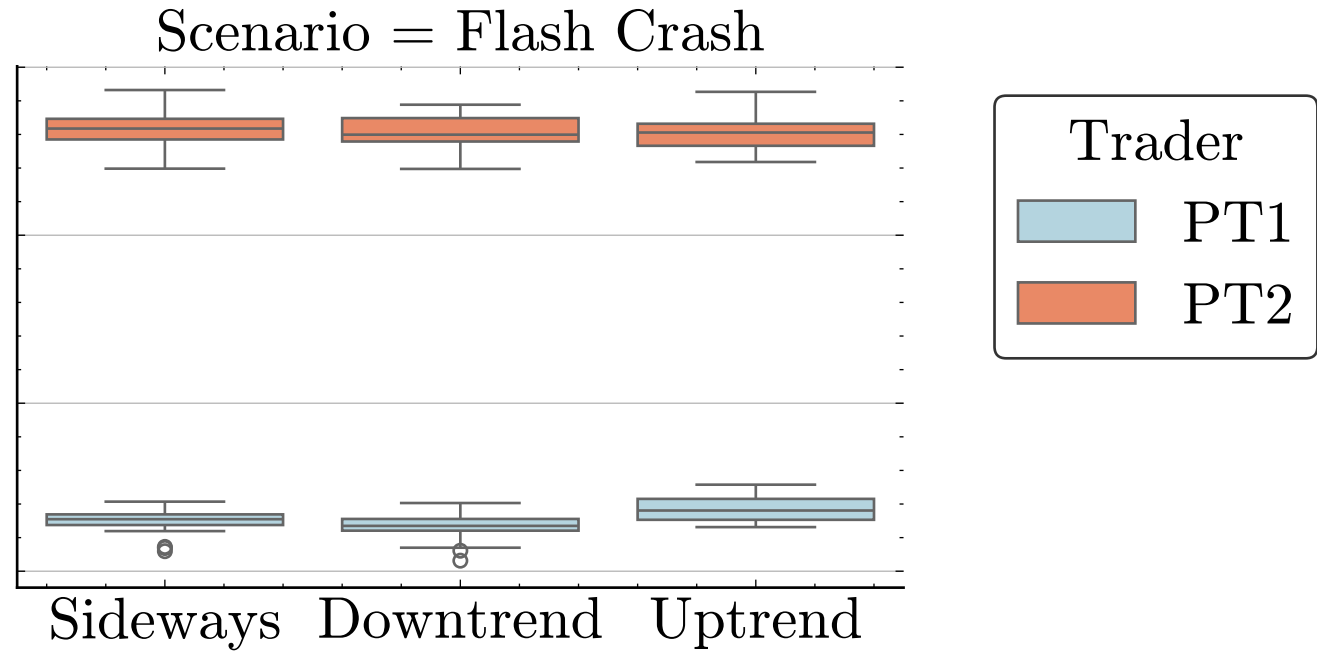 Scenario = Flash Crash
Trader
PT1
PT2
Sideways
Downtrend
Uptrend